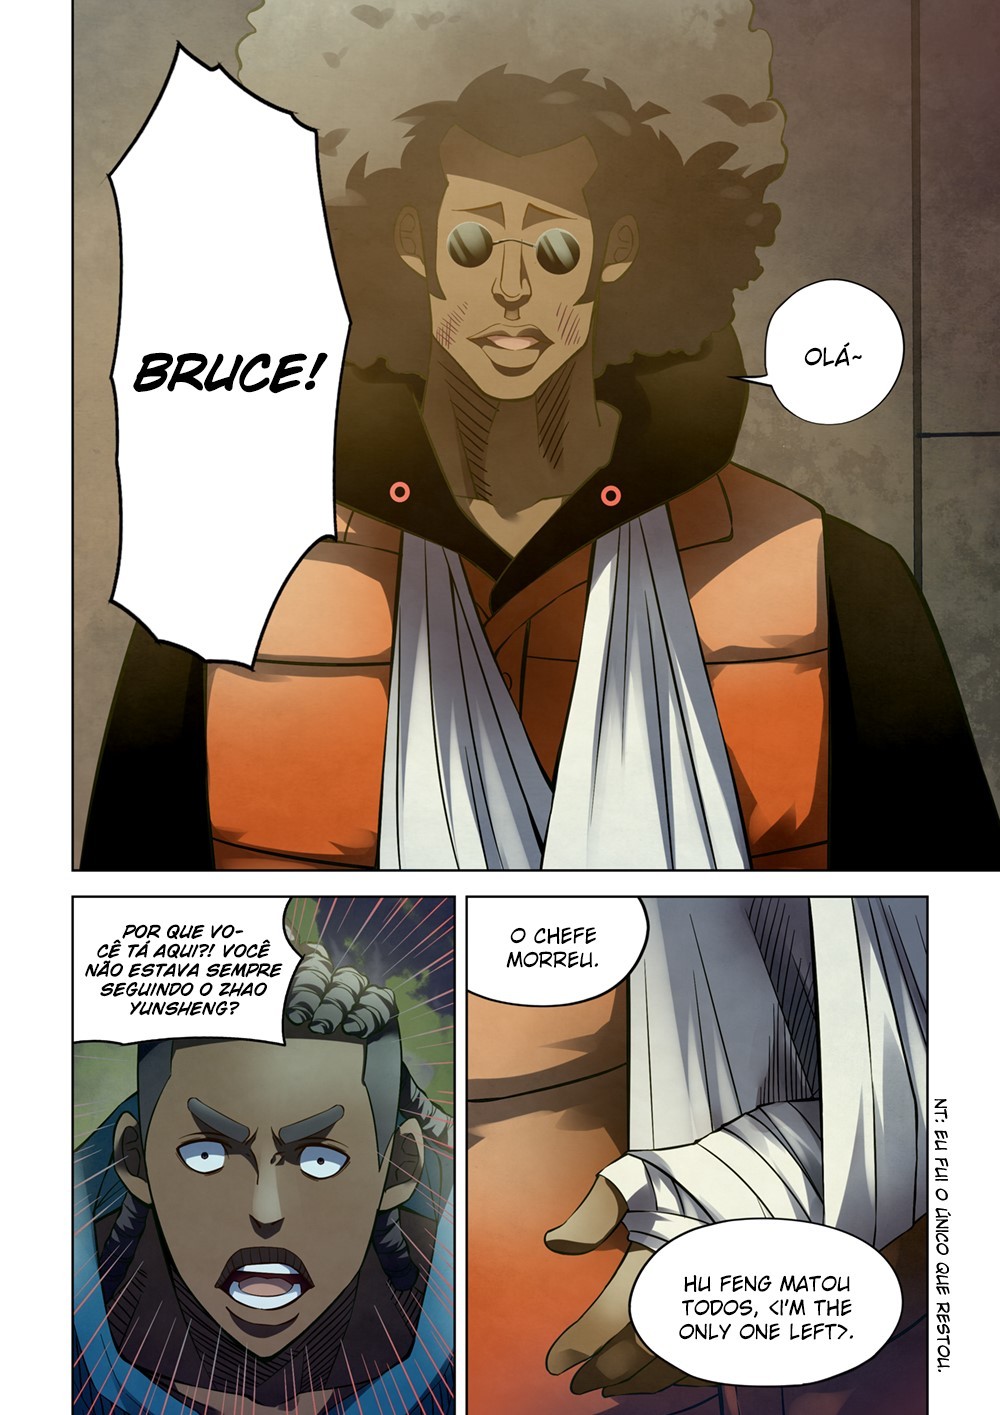 BRUCE!
OLÁ~
POR QUE VO-
CÊ TÁ AQUI?! VOCÊ
NÃO ESTAVA SEMPRE
SEGUINDO O ZHAO
YUNSHENG?
O CHEFE
MORREU.
HU FENG MATOU
TODOS, <I'M THE
ONLY ONE LEFT>.
NT: EU FUI O ÚNICO QUE RESTOU.